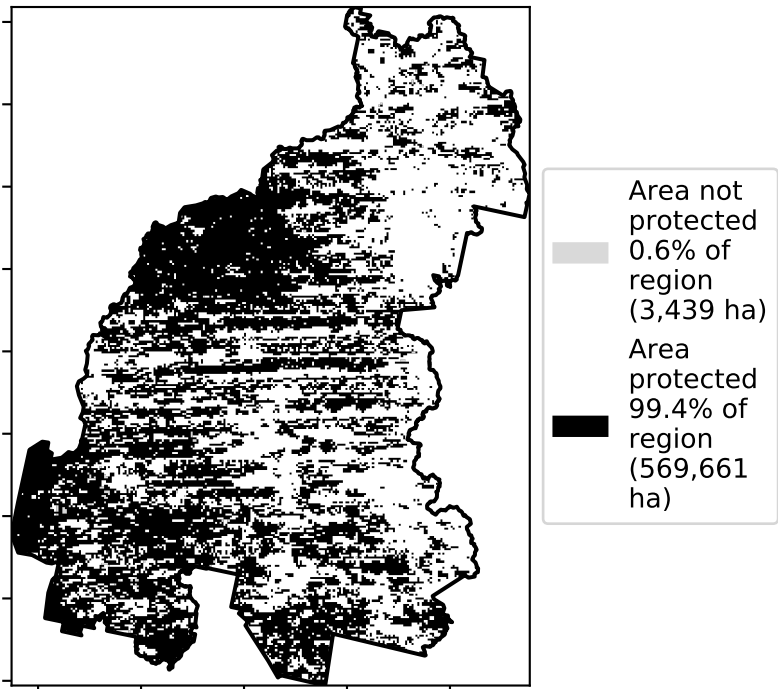 Area not
protected
0.6% of
region
(3,439 ha)
Area
protected
99.4% of
region
(569,661
ha)